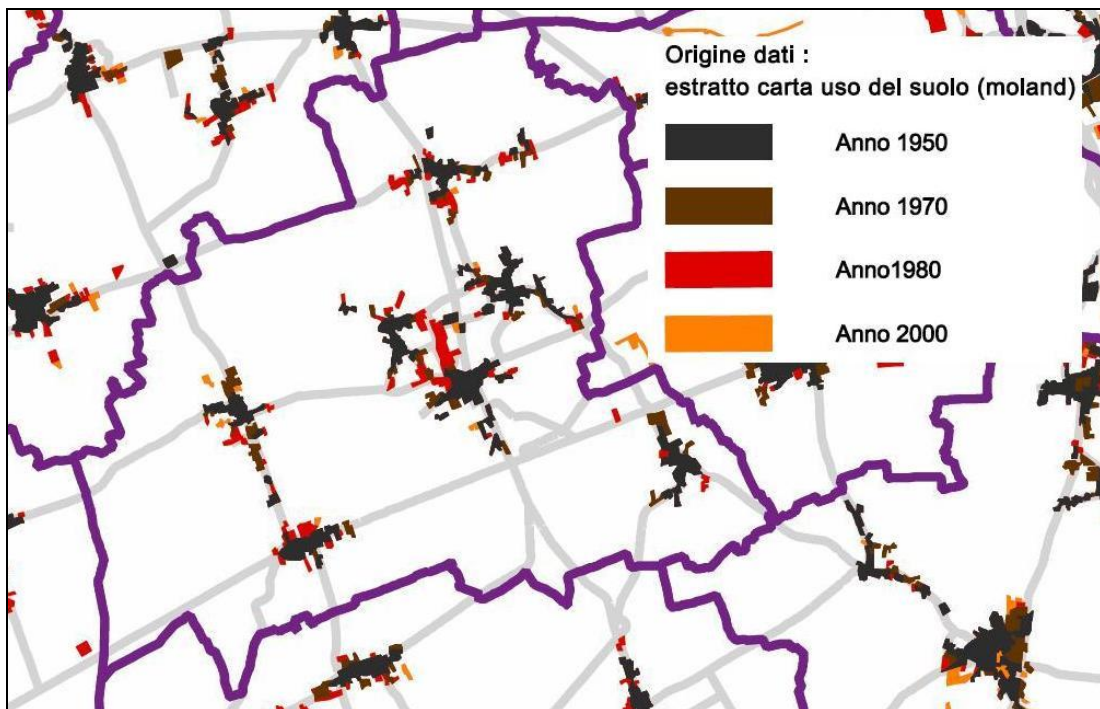 Origine dati :
estratto carta uso del suolo (moland)
Anno 1950
Anno 1970
Anno1980
Anno 2000